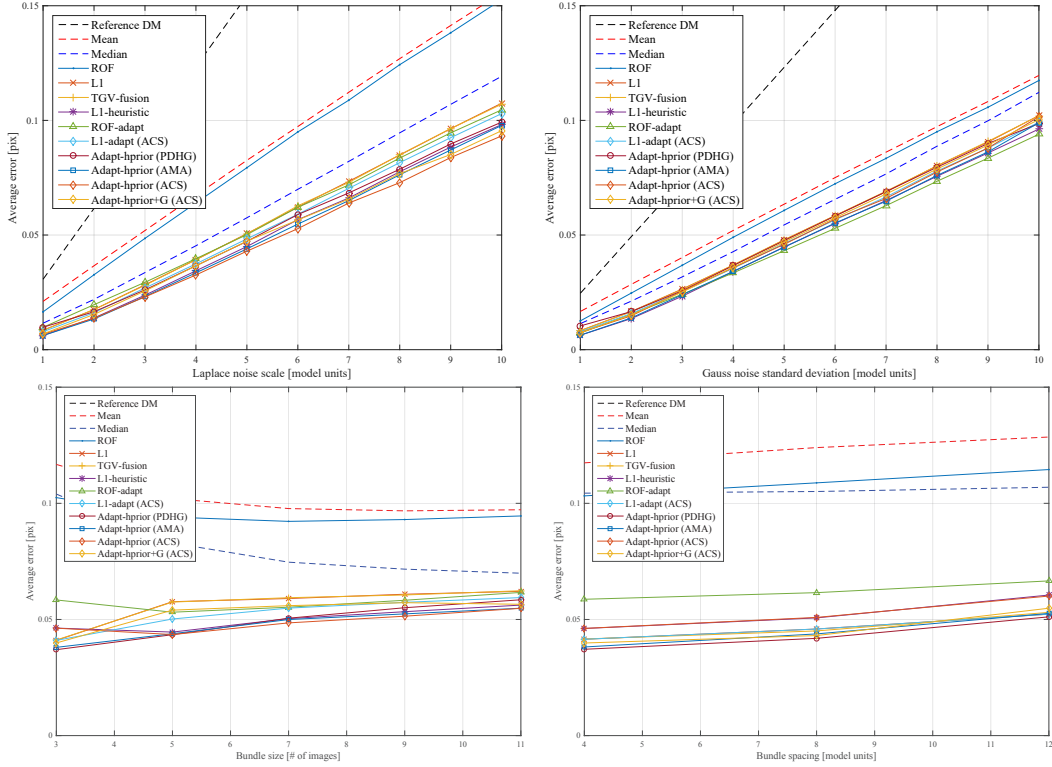 0.15
0.1
0.05
0
Average error [pix]
Reference DM
Mean
Median
ROF
L1
TGV-fusion
L1-heuristic
ROF-adapt
L1-adapt (ACS)
Adapt-hprior (PDHG)
Adapt-hprior (AMA)
Adapt-hprior (ACS)
Adapt-hprior+G (ACS)
1 2 3 4 5 6 7 8 9 10
Laplace noise scale [model units]
0.15
0.1
0.05
0
Average error [pix]
Reference DM
Mean
Median
ROF
L1
TGV-fusion
L1-heuristic
ROF-adapt
L1-adapt (ACS)
Adapt-hprior (PDHG)
Adapt-hprior (AMA)
Adapt-hprior (ACS)
Adapt-hprior+G (ACS)
1 2 3 4 5 6 7 8 9 10
Gauss noise standard deviation [model units]
0.15
0.1
0.05
0
Average error [pix]
Reference DM
Mean
Median
ROF
L1
TGV-fusion
L1-heuristic
ROF-adapt
L1-adapt (ACS)
Adapt-hprior (PDHG)
Adapt-hprior (AMA)
Adapt-hprior (ACS)
Adapt-hprior+G (ACS)
3 4 5 6 7 8 9 10 11
Bundle size [# of images]
0.15
0.1
0.05
0
Average error [pix]
Reference DM
Mean
Median
ROF
L1
TGV-fusion
L1-heuristic
ROF-adapt
L1-adapt (ACS)
Adapt-hprior (PDHG)
Adapt-hprior (AMA)
Adapt-hprior (ACS)
Adapt-hprior+G (ACS)
4 5 6 7 8 9 10 11 12
Bundle spacing [model units]